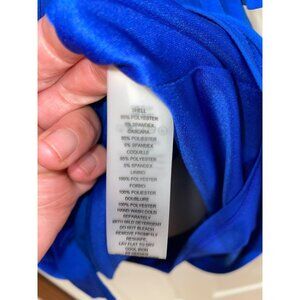 SHELL
95% POLYESTER
5% SPANDEX
CASCARA
95% POLYESTER
5% SPANDEX
COQUILLE
95% POLYESTER
5% SPANDEX
LINING
100% POLYESTER
FORRO
100% POLIESTER
DOUBLURE
100% POLYESTER
HAND WASH COLD
SEPARATELY
WITH MILD DETERGENT
DO NOT BLEACH
REMOVE PROMPTLY
RESHAPE,
LAY FLAT TO DRY
COOL IRON